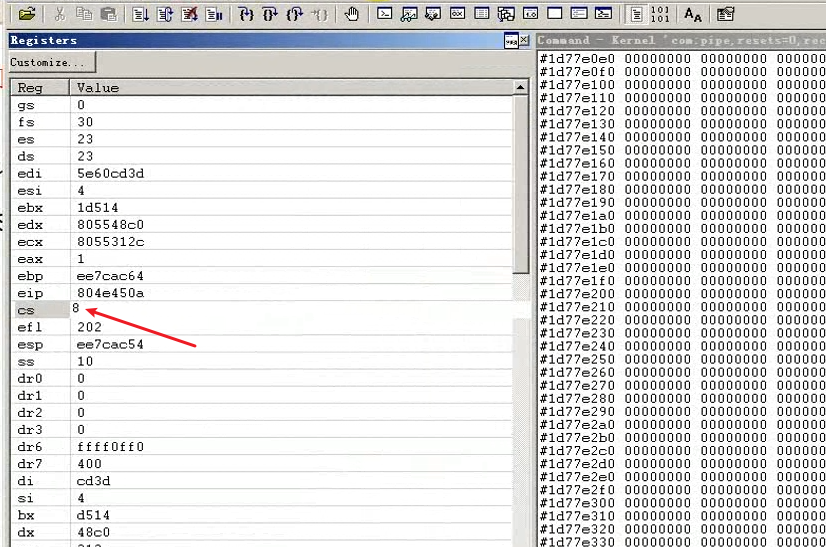 101
101
A A
Registers
Customize...
Reg Value
gs 0
fs 30
es 23
ds 23
edi 5e60cd3d
esi 4
ebx 1d514
edx 805548c0
ecx 8055312c
eax 1
ebp ee7cac64
eip 804e450a
cs 8
efl 202
esp ee7cac54
ss 10
dr0 0
dr1 0
dr2 0
dr3 0
dr6 ffff0ff0
dr7 400
di cd3d
si 4
bx d514
dx 48c0
Command - Kernel 'com:pipe,resets=0,rec
#1d77e0e0 00000000 00000000 000000
#1d77e0f0 00000000 00000000 000000
#1d77e100 00000000 00000000 000000
#1d77e110 00000000 00000000 000000
#1d77e120 00000000 00000000 000000
#1d77e130 00000000 00000000 000000
#1d77e140 00000000 00000000 000000
#1d77e150 00000000 00000000 000000
#1d77e160 00000000 00000000 000000
#1d77e170 00000000 00000000 000000
#1d77e180 00000000 00000000 000000
#1d77e190 00000000 00000000 000000
#1d77e1a0 00000000 00000000 000000
#1d77e1b0 00000000 00000000 000000
#1d77e1c0 00000000 00000000 000000
#1d77e1d0 00000000 00000000 000000
#1d77e1e0 00000000 00000000 000000
#1d77e1f0 00000000 00000000 000000
#1d77e200 00000000 00000000 000000
#1d77e210 00000000 00000000 000000
#1d77e220 00000000 00000000 000000
#1d77e230 00000000 00000000 000000
#1d77e240 00000000 00000000 000000
#1d77e250 00000000 00000000 000000
#1d77e260 00000000 00000000 000000
#1d77e270 00000000 00000000 000000
#1d77e280 00000000 00000000 000000
#1d77e290 00000000 00000000 000000
#1d77e2a0 00000000 00000000 000000
#1d77e2b0 00000000 00000000 000000
#1d77e2c0 00000000 00000000 000000
#1d77e2d0 00000000 00000000 000000
#1d77e2e0 00000000 00000000 000000
#1d77e2f0 00000000 00000000 000000
#1d77e300 00000000 00000000 000000
#1d77e310 00000000 00000000 000000
#1d77e320 00000000 00000000 000000
#1d77e330 00000000 00000000 000000